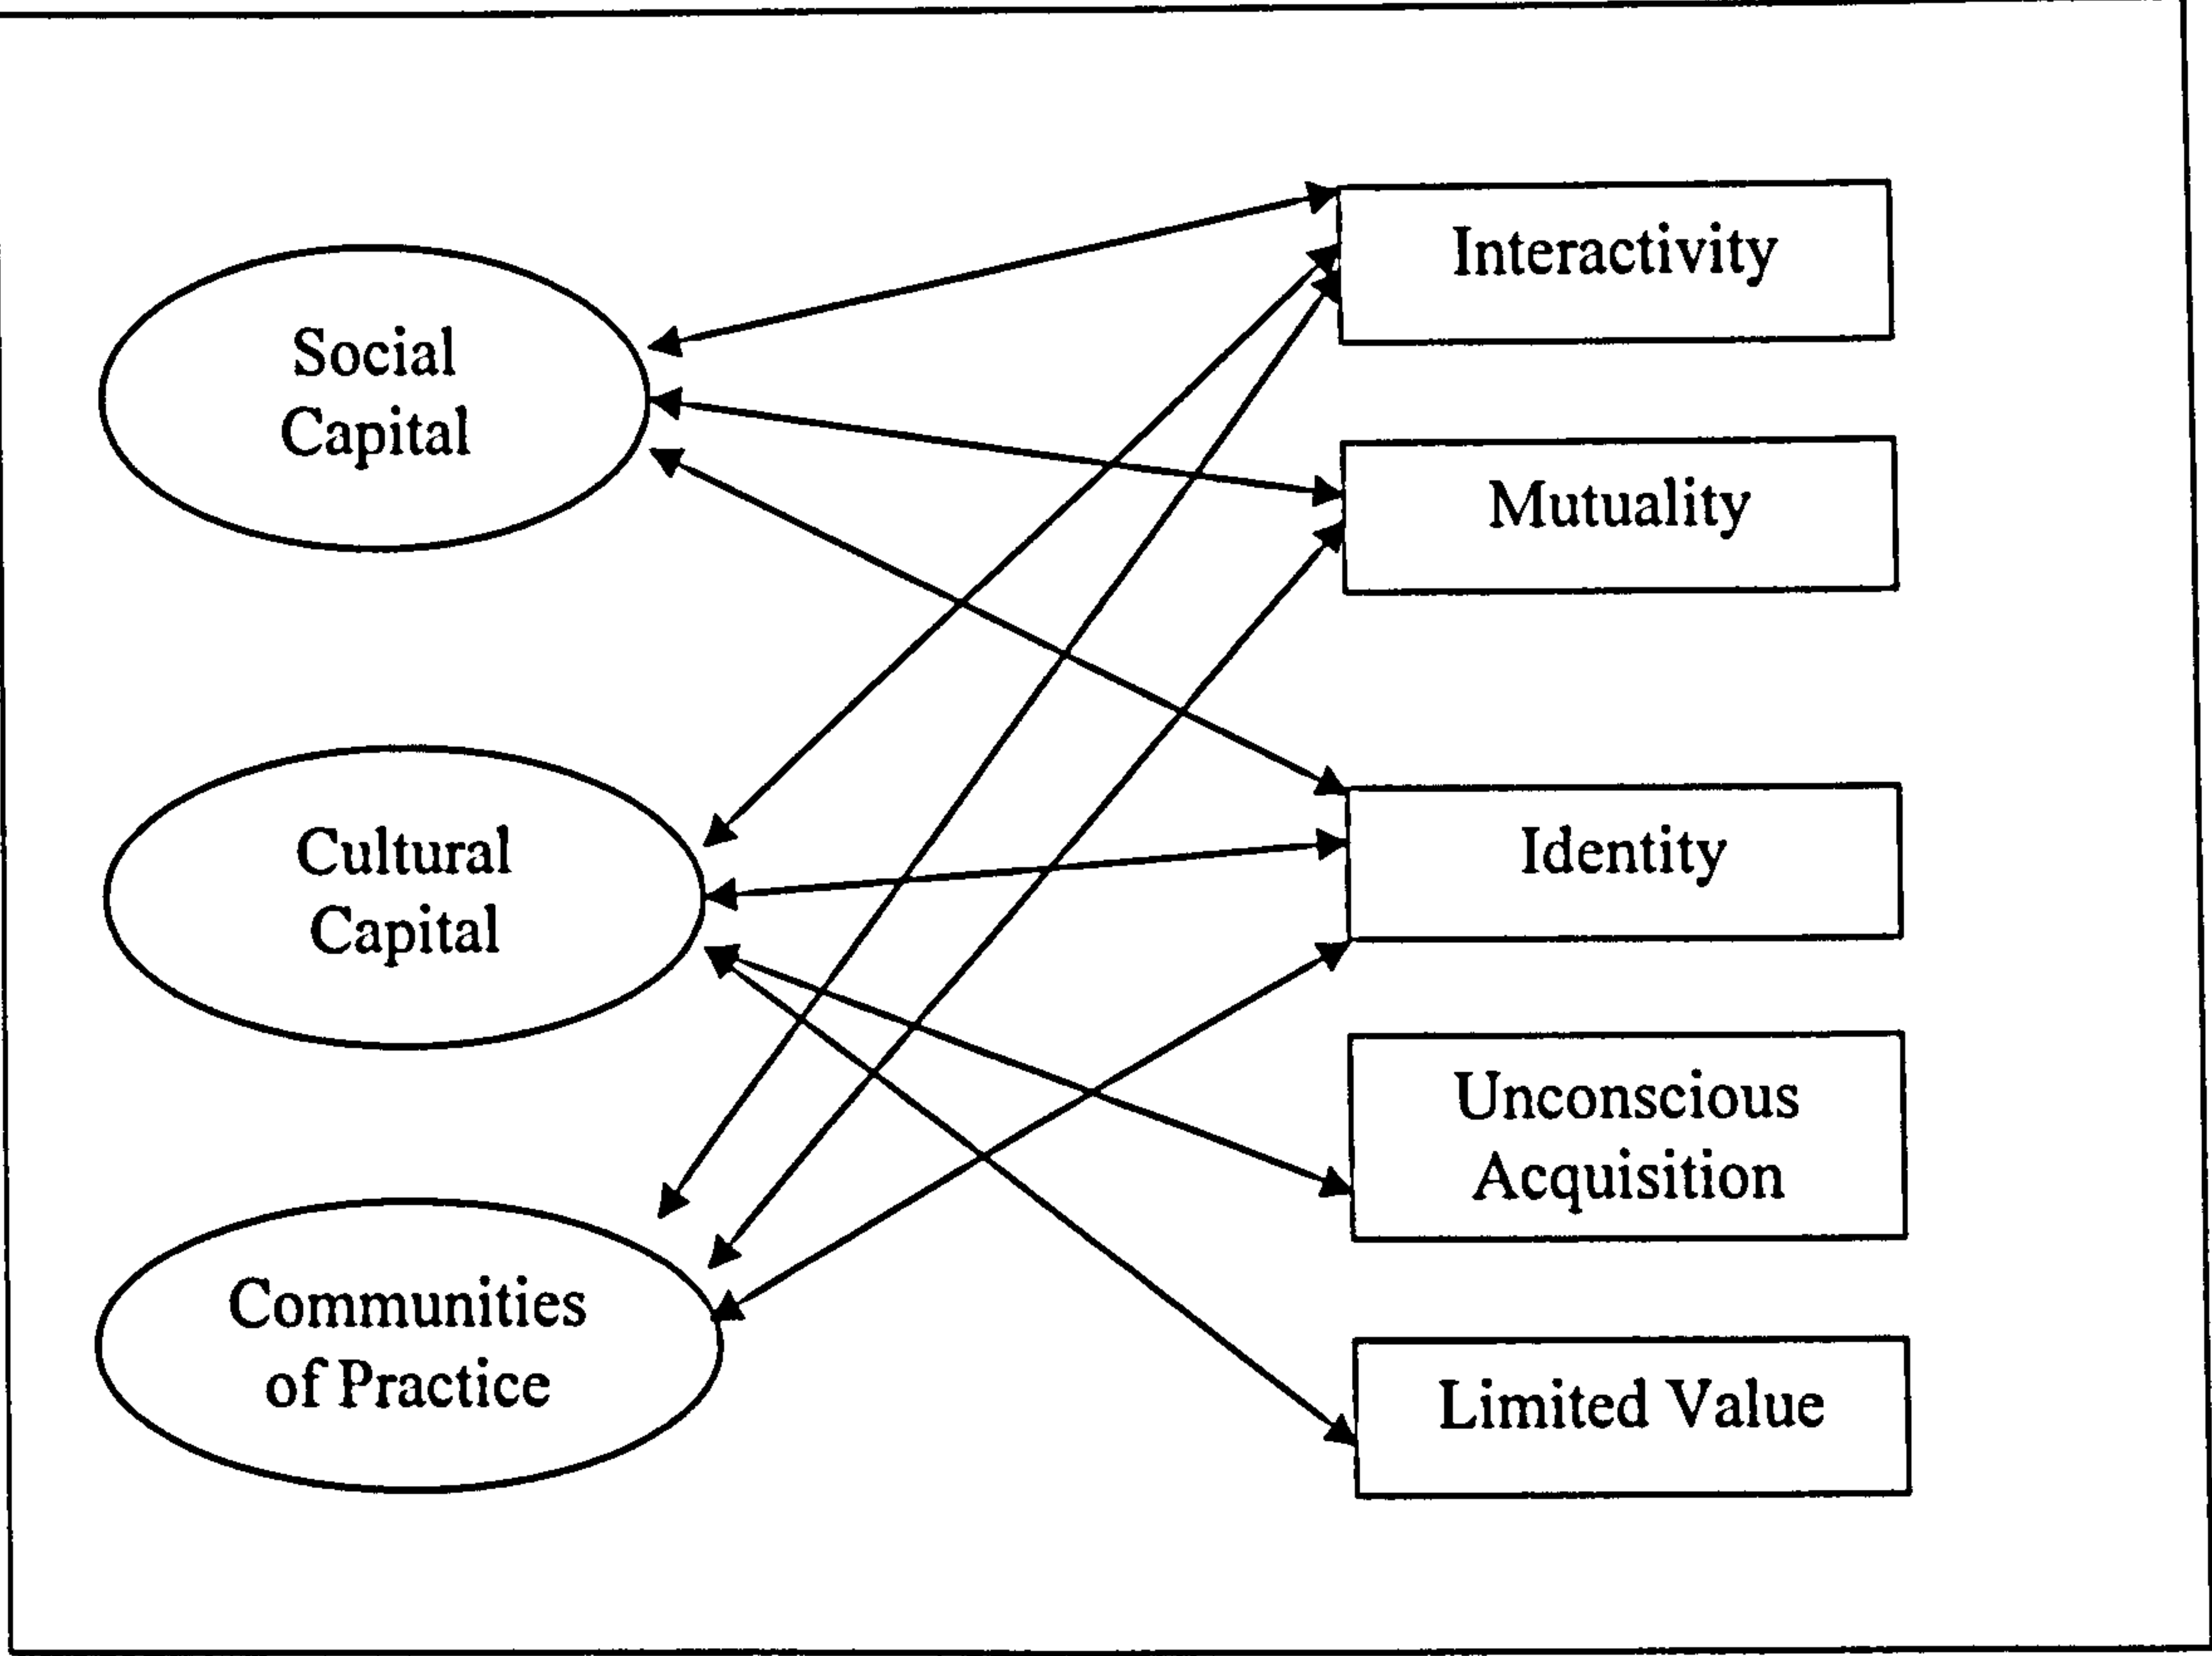 Social
Capital
Cultural
Capital
Communities
of Practice
Interactivity
Mutuality
Identity
Unconscious
Acquisition
Limited Value